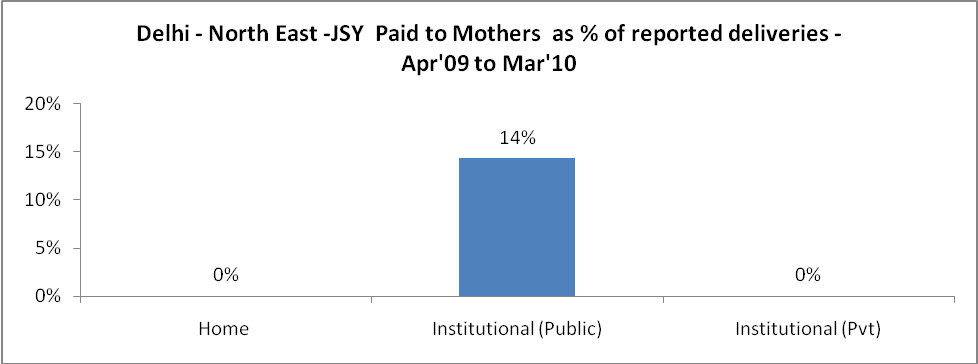 Delhi - North East -JSY  Paid to Mothers  as % of reported deliveries -
Apr'09 to Mar'10
20%
15%
10%
5%
0%
0%
14%
0%
Home
Institutional (Public)
Institutional (Pvt)